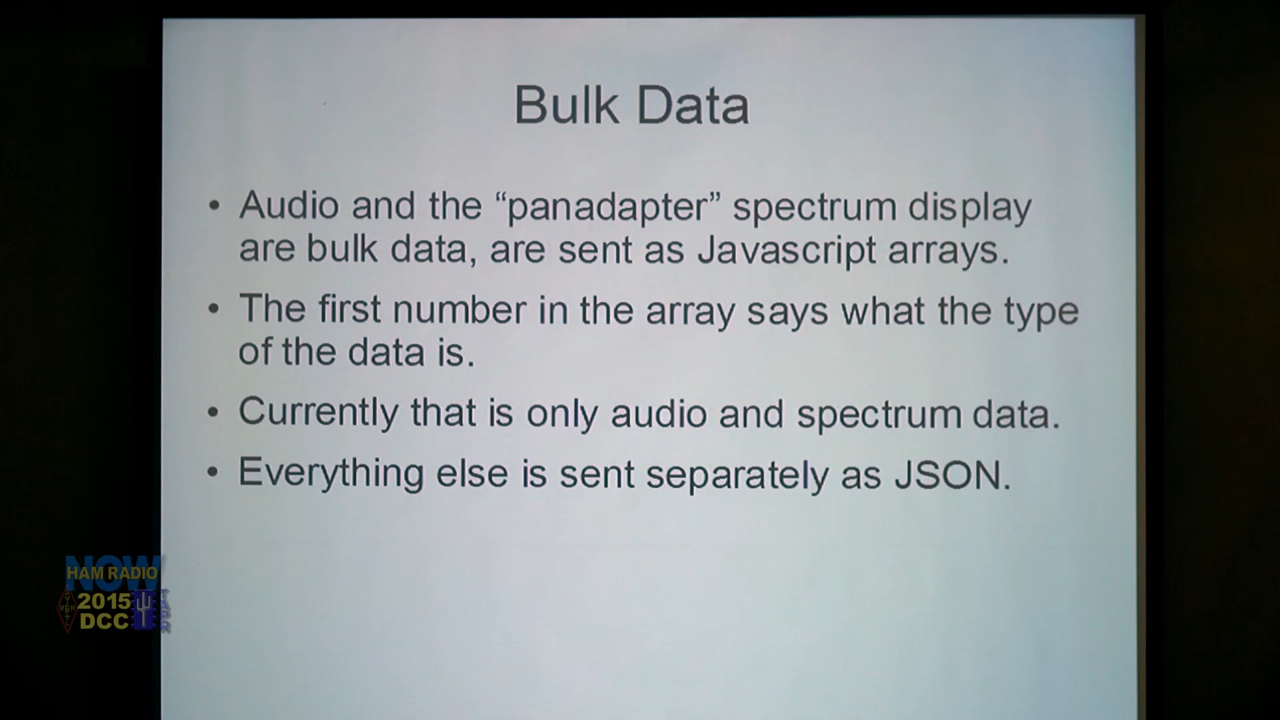 Bulk Data
• Audio and the “panadapter” spectrum display
are bulk data, are sent as Javascript arrays.
• The first number in the array says what the type
of the data is.
• Currently that is only audio and spectrum data.
• Everything else is sent separately as JSON.
NOW
HAM RADIO
2015
DCC